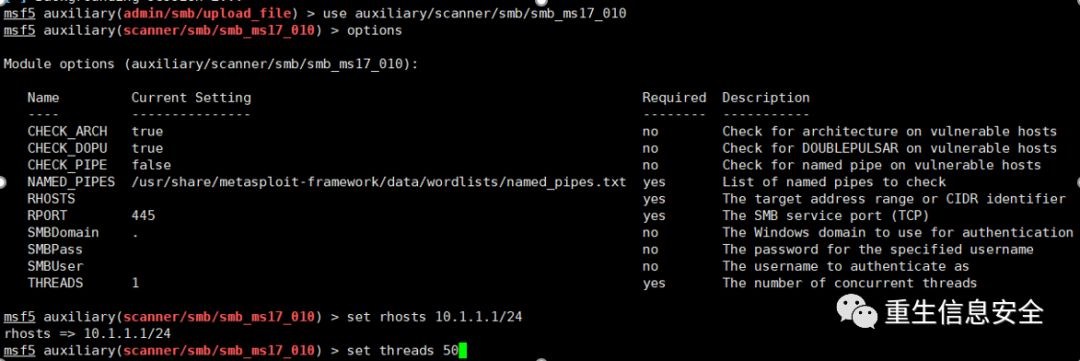 msf5 auxiliary(admin/smb/upload_file) > use auxiliary/scanner/smb/smb_ms17_010
msf5 auxiliary(scanner/smb/smb_ms17_010) > options
Module options (auxiliary/scanner/smb/smb_ms17_010):
Name Current Setting Required Description
---- --------------- -------- -----------
CHECK_ARCH true no Check for architecture on vulnerable hosts
CHECK_DOPU true no Check for DOUBLEPULSAR on vulnerable hosts
CHECK_PIPE false no Check for named pipe on vulnerable hosts
NAMED_PIPES /usr/share/metasploit-framework/data/wordlists/named_pipes.txt yes List of named pipes to check
RHOSTS yes The target address range or CIDR identifier
RPORT 445 yes The SMB service port (TCP)
SMBDomain . no The Windows domain to use for authentication
SMBPass no The password for the specified username
SMBUser no The username to authenticate as
THREADS 1 yes The number of concurrent threads
msf5 auxiliary(scanner/smb/smb_ms17_010) > set rhosts 10.1.1.1/24
rhosts => 10.1.1.1/24
msf5 auxiliary(scanner/smb/smb_ms17_010) > set threads 50
重生信息安全